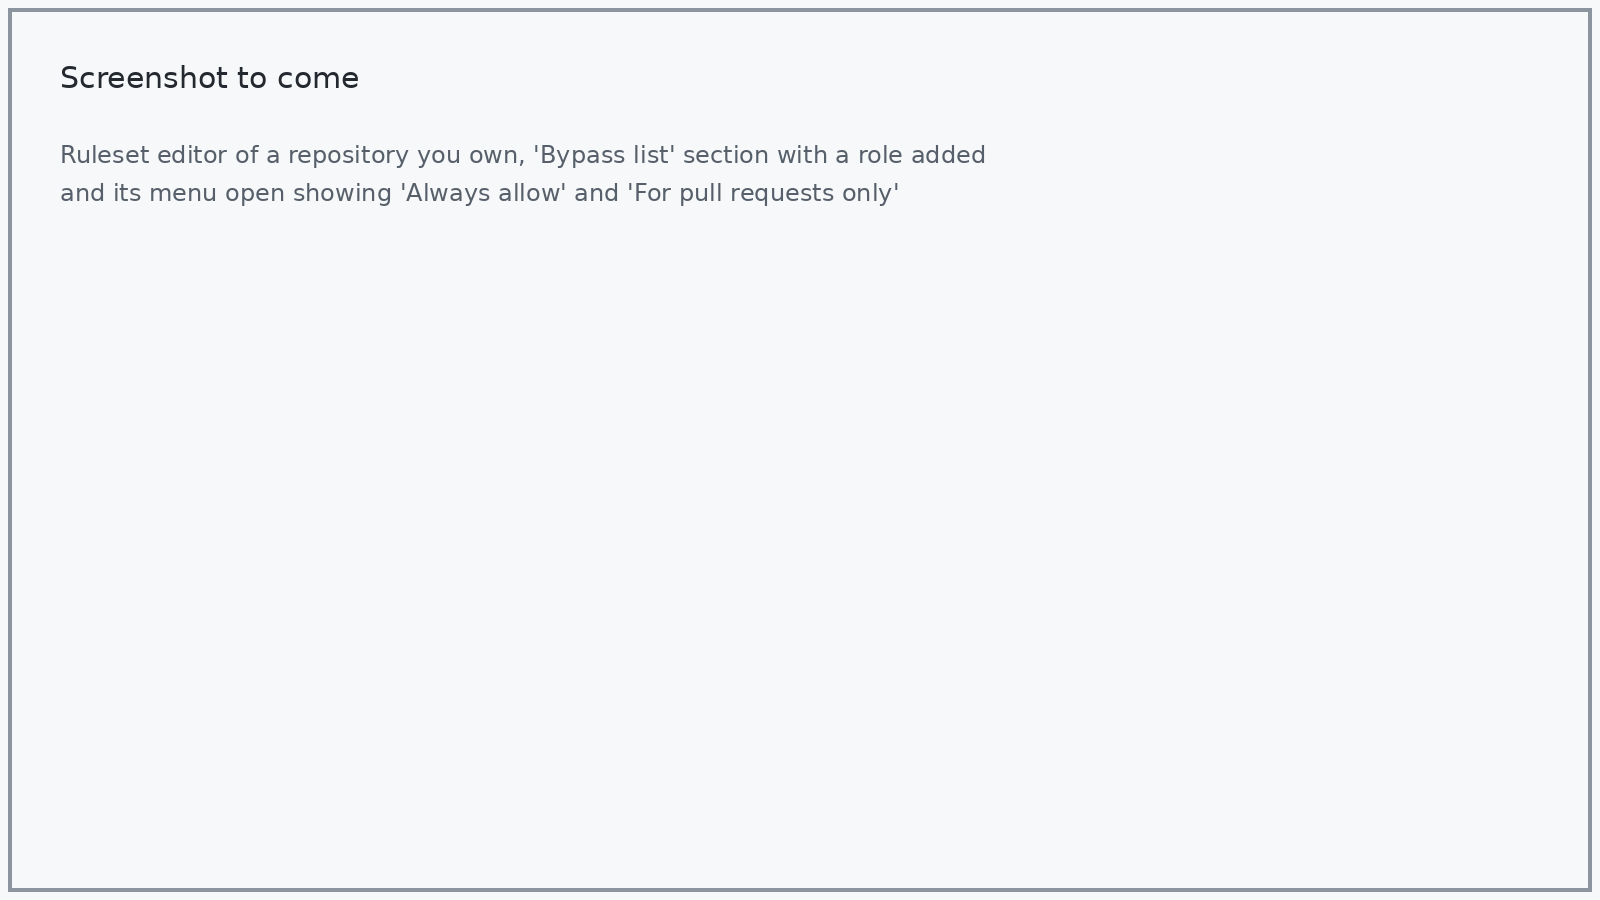 Screenshot to come
Ruleset editor of a repository you own, 'Bypass list' section with a role added
and its menu open showing 'Always allow' and 'For pull requests only'